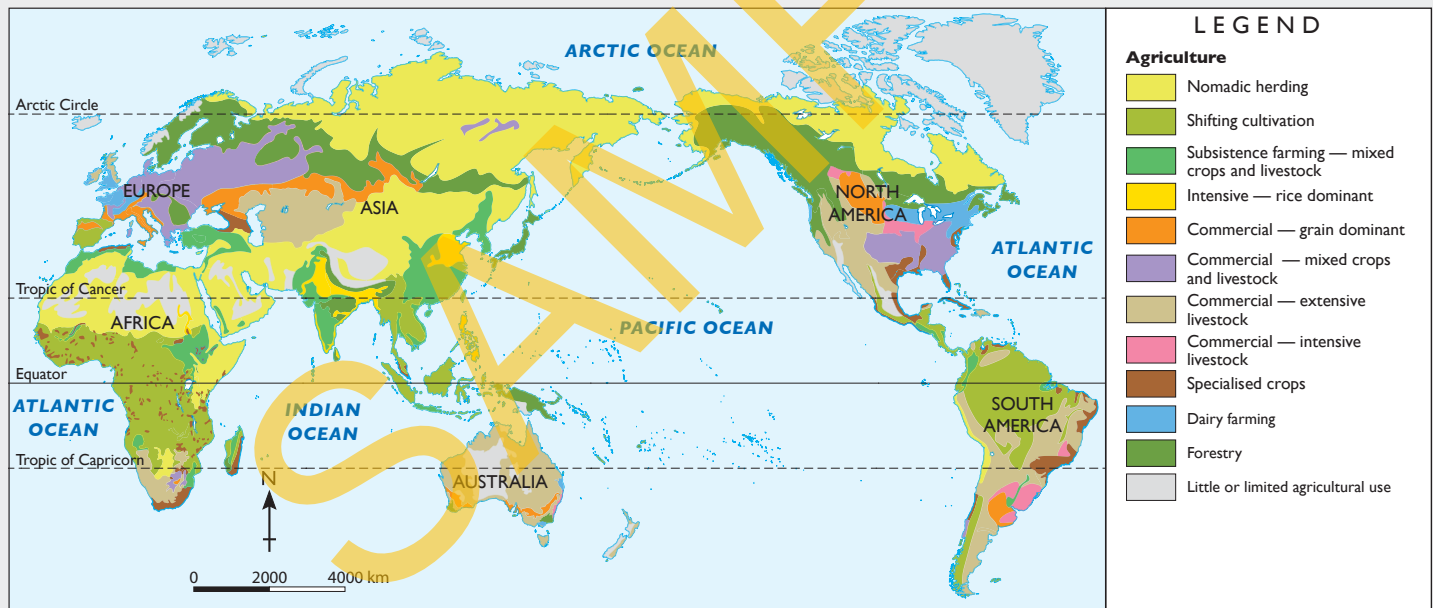 ARCTIC OCEAN
Arctic Circle
EUROPE
ASIA
NORTH
AMERICA
ATLANTIC
OCEAN
Tropic of Cancer
AFRICA
PACIFIC OCEAN
Equator
ATLANTIC
OCEAN
INDIAN
OCEAN
SOUTH
AMERICA
Tropic of Capricorn
N
AUSTRALIA
0 2000 4000 km
LEGEND
Agriculture
Nomadic herding
Shifting cultivation
Subsistence farming — mixed
crops and livestock
Intensive — rice dominant
Commercial — grain dominant
Commercial — mixed crops
and livestock
Commercial — extensive
livestock
Commercial — intensive
livestock
Specialised crops
Dairy farming
Forestry
Little or limited agricultural use